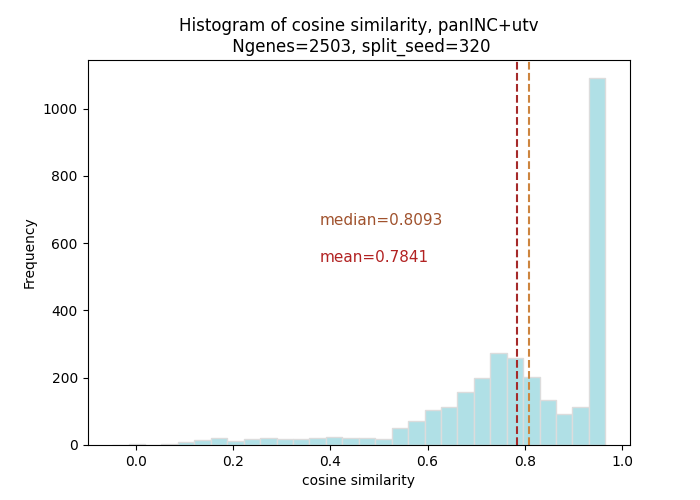 Histogram of cosine similarity, panINC+utv
Ngenes=2503, split_seed=320
1000
800
600
400
200
0
Frequency
median=0.8093
mean=0.7841
0.0 0.2 0.4 0.6 0.8 1.0
cosine similarity